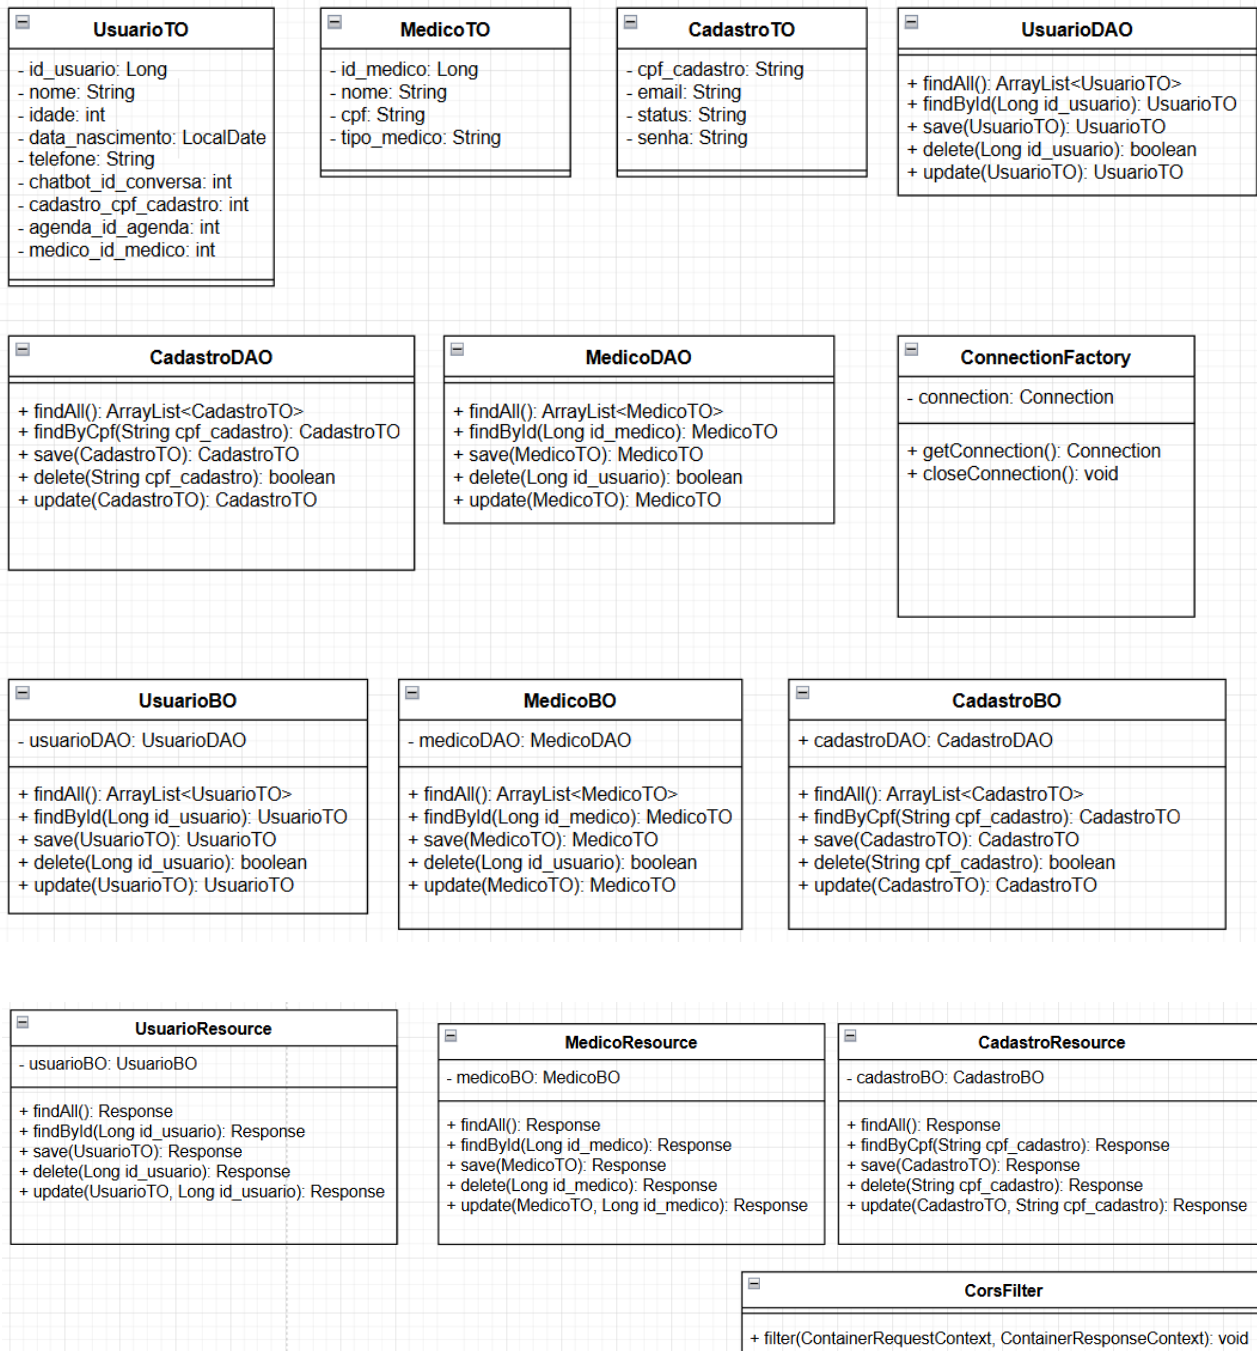 UsuarioTO
- id_usuario: Long
- nome: String
- idade: int
- data_nascimento: LocalDate
- telefone: String
- chatbot_id_conversa: int
- cadastro_cpf_cadastro: int
- agenda_id_agenda: int
- medico_id_medico: int
MedicoTO
- id_medico: Long
- nome: String
- cpf: String
- tipo_medico: String
CadastroTO
- cpf_cadastro: String
- email: String
- status: String
- senha: String
UsuarioDAO
+ findAll(): ArrayList<UsuarioTO>
+ findById(Long id_usuario): UsuarioTO
+ save(UsuarioTO): UsuarioTO
+ delete(Long id_usuario): boolean
+ update(UsuarioTO): UsuarioTO
CadastroDAO
+ findAll(): ArrayList<CadastroTO>
+ findByCpf(String cpf_cadastro): CadastroTO
+ save(CadastroTO): CadastroTO
+ delete(String cpf_cadastro): boolean
+ update(CadastroTO): CadastroTO
MedicoDAO
+ findAll(): ArrayList<MedicoTO>
+ findById(Long id_medico): MedicoTO
+ save(MedicoTO): MedicoTO
+ delete(Long id_usuario): boolean
+ update(MedicoTO): MedicoTO
ConnectionFactory
- connection: Connection
+ getConnection(): Connection
+ closeConnection(): void
UsuarioBO
- usuarioDAO: UsuarioDAO
+ findAll(): ArrayList<UsuarioTO>
+ findById(Long id_usuario): UsuarioTO
+ save(UsuarioTO): UsuarioTO
+ delete(Long id_usuario): boolean
+ update(UsuarioTO): UsuarioTO
MedicoBO
- medicoDAO: MedicoDAO
+ findAll(): ArrayList<MedicoTO>
+ findById(Long id_medico): MedicoTO
+ save(MedicoTO): MedicoTO
+ delete(Long id_usuario): boolean
+ update(MedicoTO): MedicoTO
CadastroBO
+ cadastroDAO: CadastroDAO
+ findAll(): ArrayList<CadastroTO>
+ findByCpf(String cpf_cadastro): CadastroTO
+ save(CadastroTO): CadastroTO
+ delete(String cpf_cadastro): boolean
+ update(CadastroTO): CadastroTO
UsuarioResource
- usuarioBO: UsuarioBO
+ findAll(): Response
+ findById(Long id_usuario): Response
+ save(UsuarioTO): Response
+ delete(Long id_usuario): Response
+ update(UsuarioTO, Long id_usuario): Response
MedicoResource
- medicoBO: MedicoBO
+ findAll(): Response
+ findById(Long id_medico): Response
+ save(MedicoTO): Response
+ delete(Long id_medico): Response
+ update(MedicoTO, Long id_medico): Response
CadastroResource
- cadastroBO: CadastroBO
+ findAll(): Response
+ findByCpf(String cpf_cadastro): Response
+ save(CadastroTO): Response
+ delete(String cpf_cadastro): Response
+ update(CadastroTO, String cpf_cadastro): Response
CorsFilter
+ filter(ContainerRequestContext, ContainerResponseContext): void